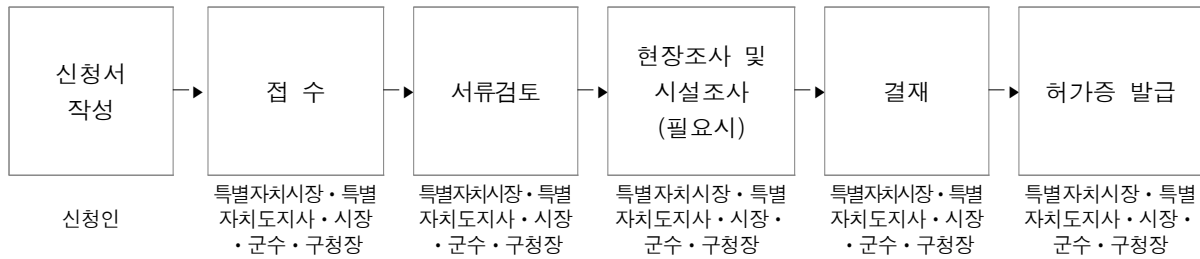 신청서
작성
접 수
서류검토
현장조사 및
시설조사
(필요시)
결재
허가증 발급
신청인
특별자치시장·특별
자치도지사·시장
·군수·구청장
특별자치시장·특별
자치도지사·시장
·군수·구청장
특별자치시장·특별
자치도지사·시장·
군수·구청장
특별자치시장·특별
자치도지사·시장
·군수·구청장
특별자치시장·특별
자치도지사·시장·
군수·구청장